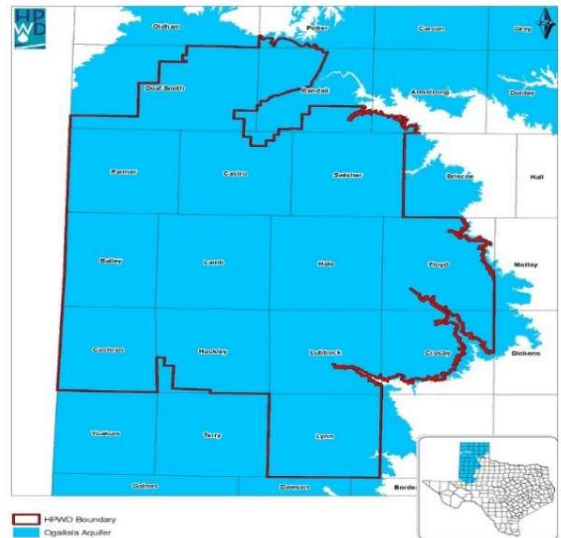 HPWD
Oldham
Potter
Carson
Gray
Deaf Smith
Randall
Armstrong
Donley
Parmer
Castro
Swisher
Briscoe
Hall
Bailey
Lamb
Hale
Floyd
Motley
Cochran
Hockley
Lubbock
Crosby
Dickens
Yoakum
Terry
Lynn
Gaines
Dawson
Borde
HPWD Boundary
Ogallala Aquifer